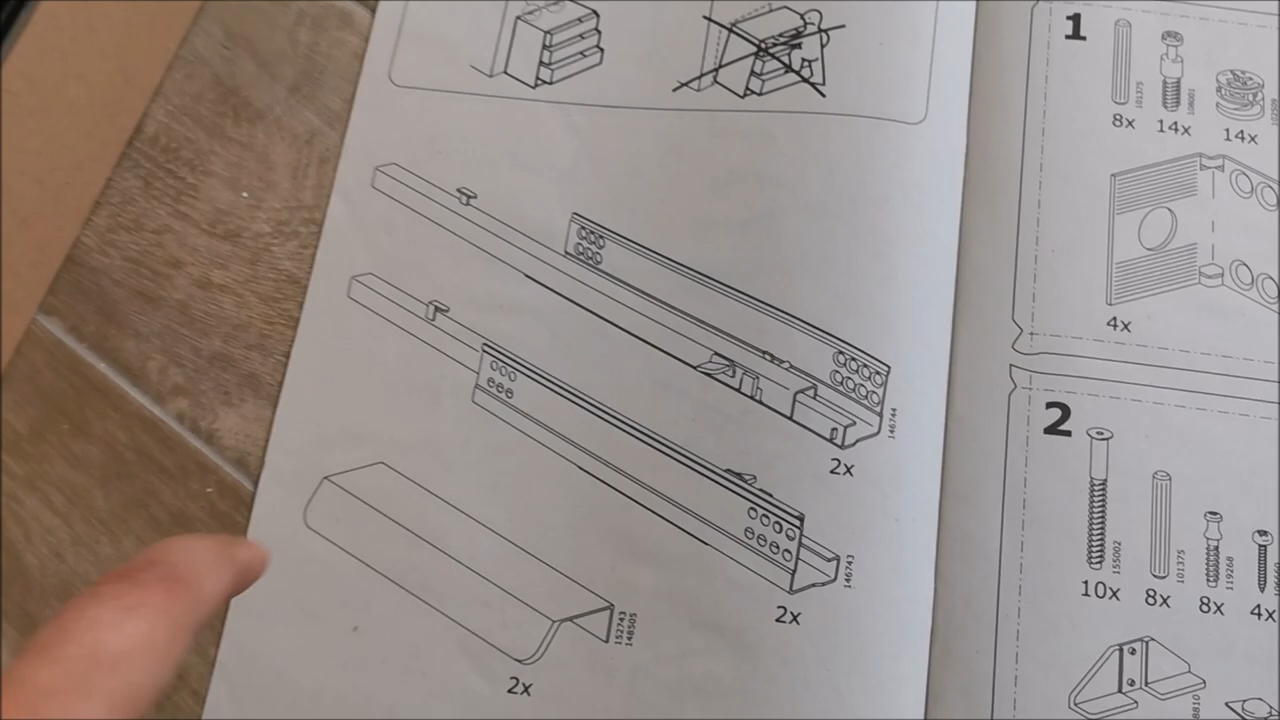 146744
2x
146743
2x
152743
148505
2x
1
101375
8x
14x
14x
4x
2
155002
10x
101375
8x
119268
8x
4x